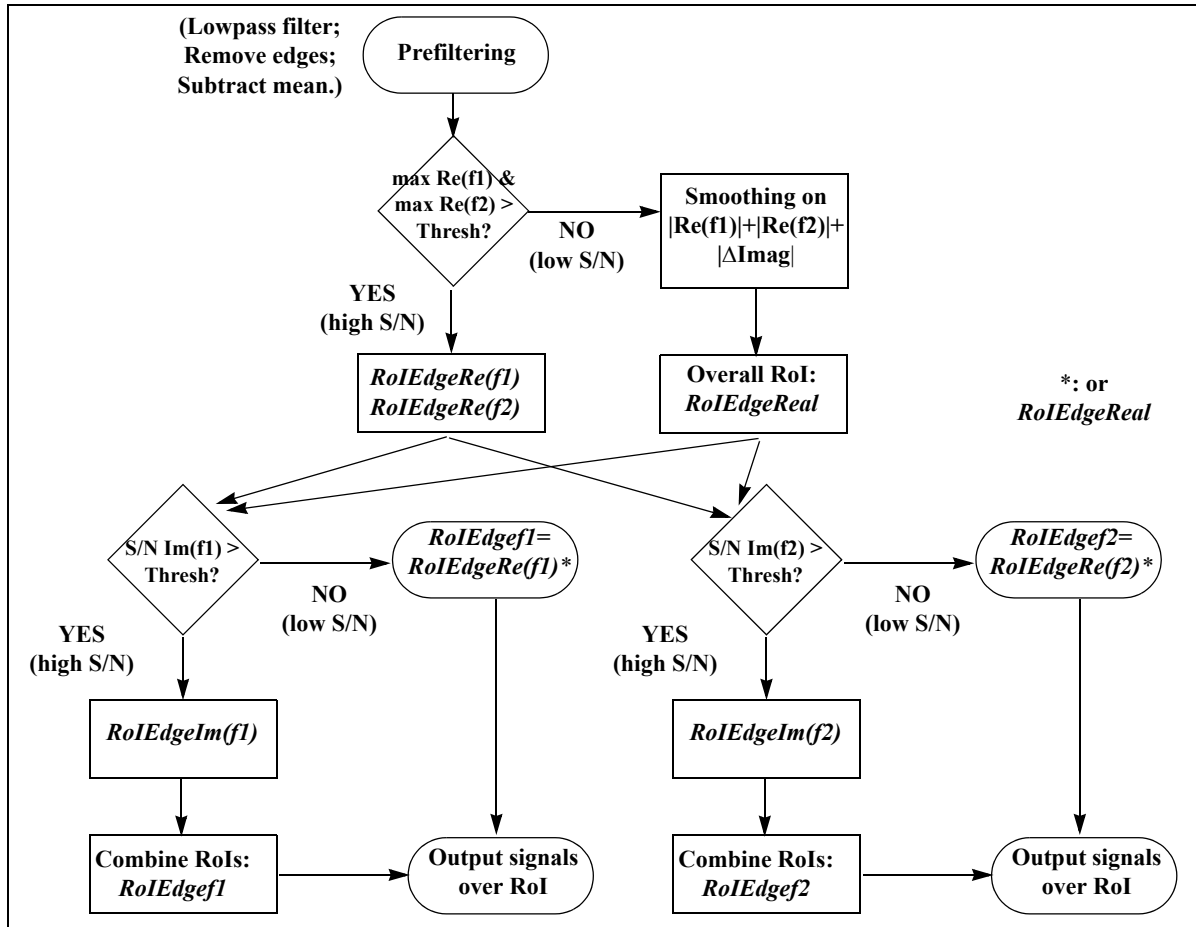 (Lowpass filter;
Remove edges;
Subtract mean.)
Prefiltering
max Re(f1) &
max Re(f2) >
Thresh?
NO
(low S/N)
Smoothing on
|Re(f1)|+|Re(f2)|+
|ΔImag|
YES
(high S/N)
RoIEdgeRe(f1)
RoIEdgeRe(f2)
Overall RoI:
RoIEdgeReal
*: or
RoIEdgeReal
S/N Im(f1) >
Thresh?
NO
(low S/N)
RoIEdgef1=
RoIEdgeRe(f1)*
S/N Im(f2) >
Thresh?
NO
(low S/N)
RoIEdgef2=
RoIEdgeRe(f2)*
YES
(high S/N)
RoIEdgeIm(f1)
YES
(high S/N)
RoIEdgeIm(f2)
Combine RoIs:
RoIEdgef1
Output signals
over RoI
Combine RoIs:
RoIEdgef2
Output signals
over RoI